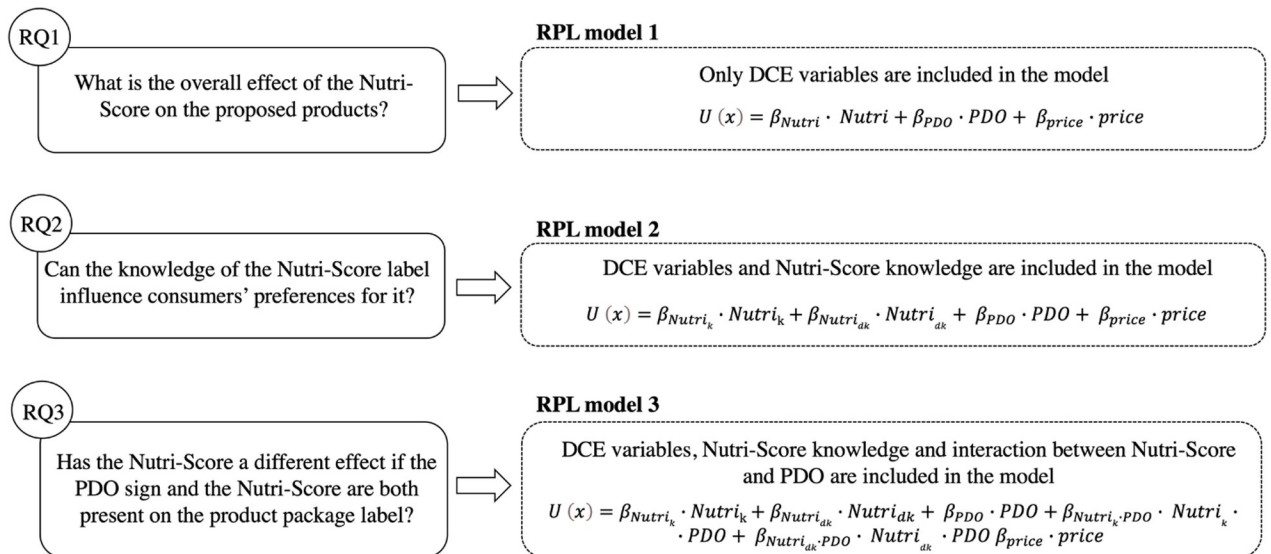 RQ1
What is the overall effect of the Nutri-
Score on the proposed products?
RPL model 1
Only DCE variables are included in the model
U (x) = β_Nutri · Nutri + β_PDO · PDO + β_price · price
RQ2
Can the knowledge of the Nutri-Score label
influence consumers’ preferences for it?
RPL model 2
DCE variables and Nutri-Score knowledge are included in the model
U (x) = β_Nutri_k · Nutri_k + β_Nutri_dk · Nutri_dk + β_PDO · PDO + β_price · price
RQ3
Has the Nutri-Score a different effect if the
PDO sign and the Nutri-Score are both
present on the product package label?
RPL model 3
DCE variables, Nutri-Score knowledge and interaction between Nutri-Score
and PDO are included in the model
U (x) = β_Nutri_k · Nutri_k + β_Nutri_dk · Nutri_dk + β_PDO · PDO + β_Nutri_k·PDO · Nutri_k ·
· PDO + β_Nutri_dk·PDO · Nutri_dk · PDO β_price · price